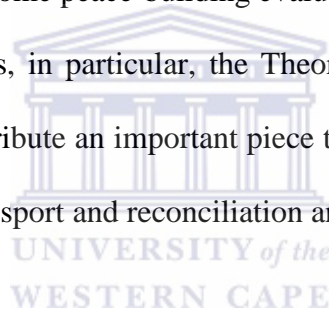 some peace-building evalu
s, in particular, the Theor
ribute an important piece t
sport and reconciliation an
UNIVERSITY of the
WESTERN CAPE